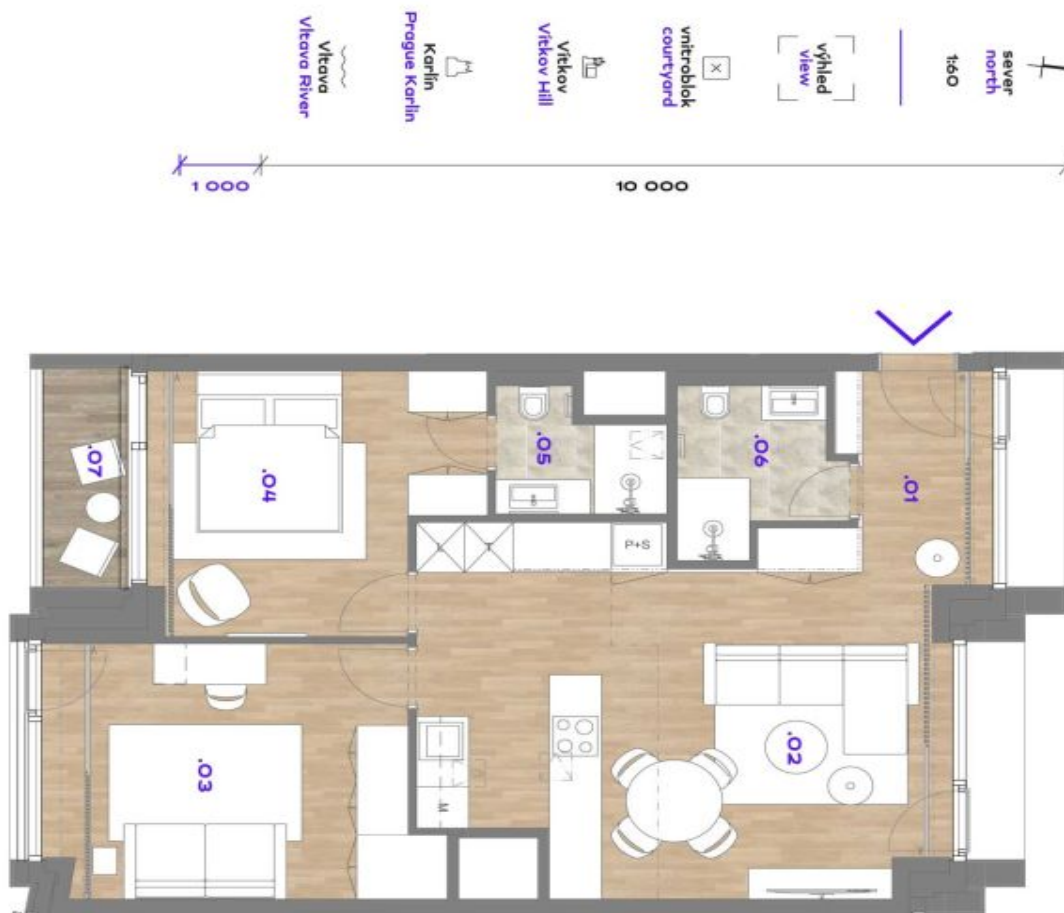 Vltava
Vltava River
Karlín
Prague Karlín
Vítkov
Vítkov Hill
vnitroblok
courtyard
výhled
view
1:60
sever
north
1 000
10 000
.07
.04
.05
.06
.01
P+S
.03
.02
M